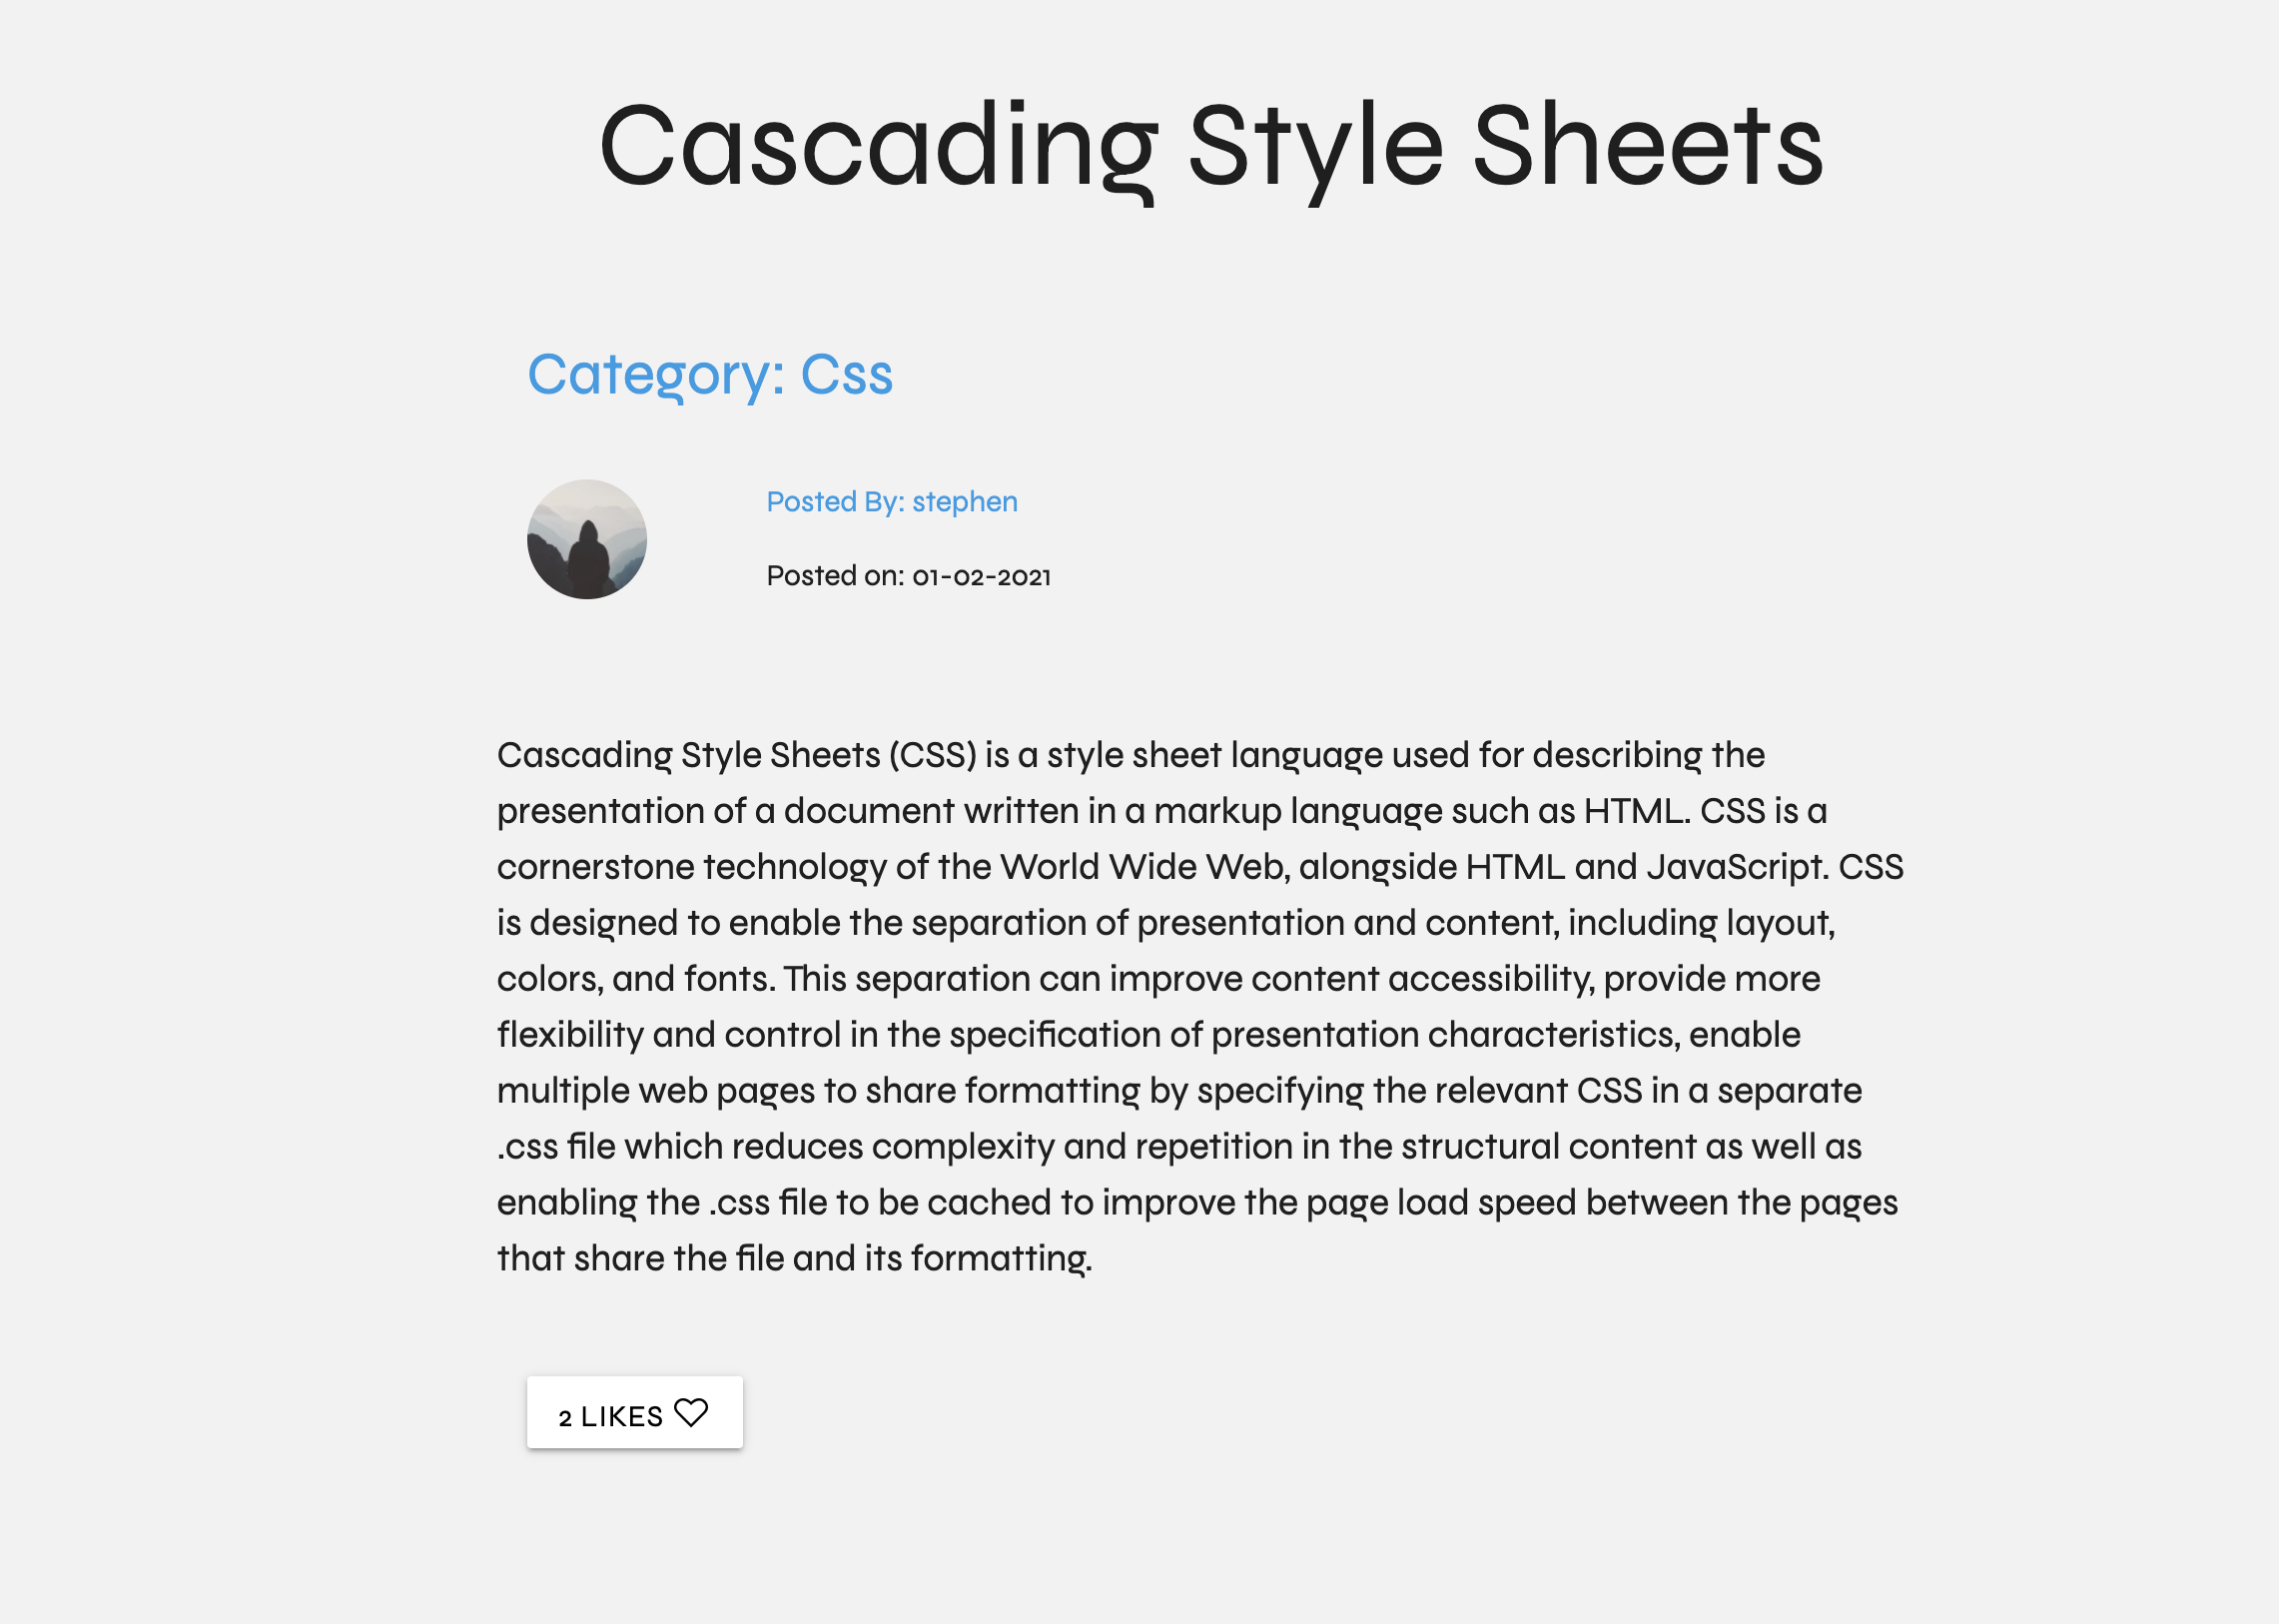 Cascading Style Sheets
Category: Css
Posted By: stephen
Posted on: 01-02-2021
Cascading Style Sheets (CSS) is a style sheet language used for describing the
presentation of a document written in a markup language such as HTML. CSS is a
cornerstone technology of the World Wide Web, alongside HTML and JavaScript. CSS
is designed to enable the separation of presentation and content, including layout,
colors, and fonts. This separation can improve content accessibility, provide more
flexibility and control in the specification of presentation characteristics, enable
multiple web pages to share formatting by specifying the relevant CSS in a separate
.css file which reduces complexity and repetition in the structural content as well as
enabling the .css file to be cached to improve the page load speed between the pages
that share the file and its formatting.
2 LIKES